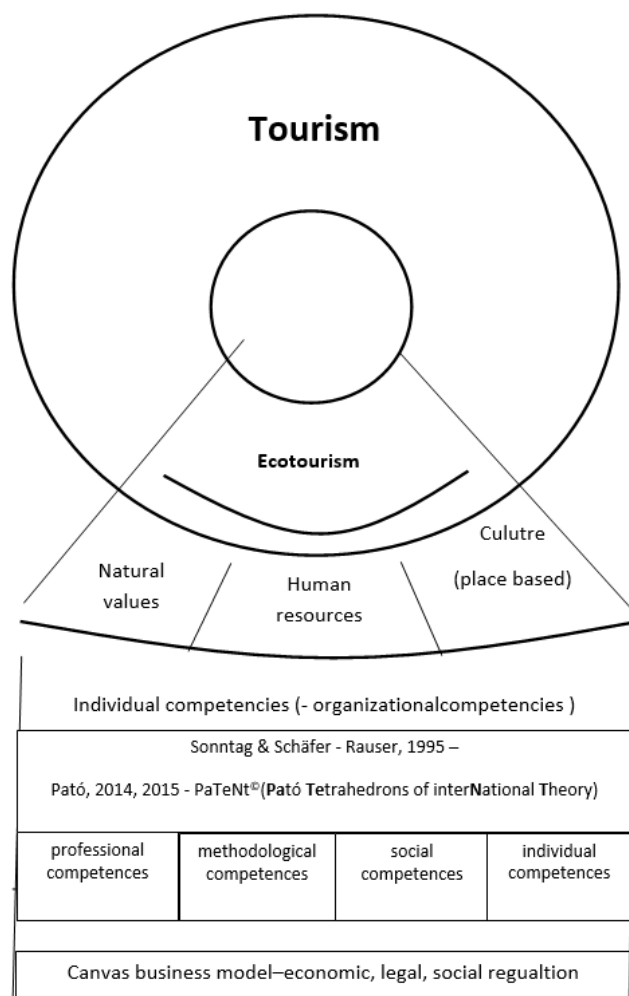 Tourism
Ecotourism
Natural
values
Human
resources
Culutre
(place based)
Individual competencies (- organizationalcompetencies )
Sonntag & Schäfer - Rauser, 1995 –
Pató, 2014, 2015 - PaTeNt©(Pató Tetrahedrons of interNational Theory)
professional
competences
methodological
competences
social
competences
individual
competences
Canvas business model–economic, legal, social regualtion